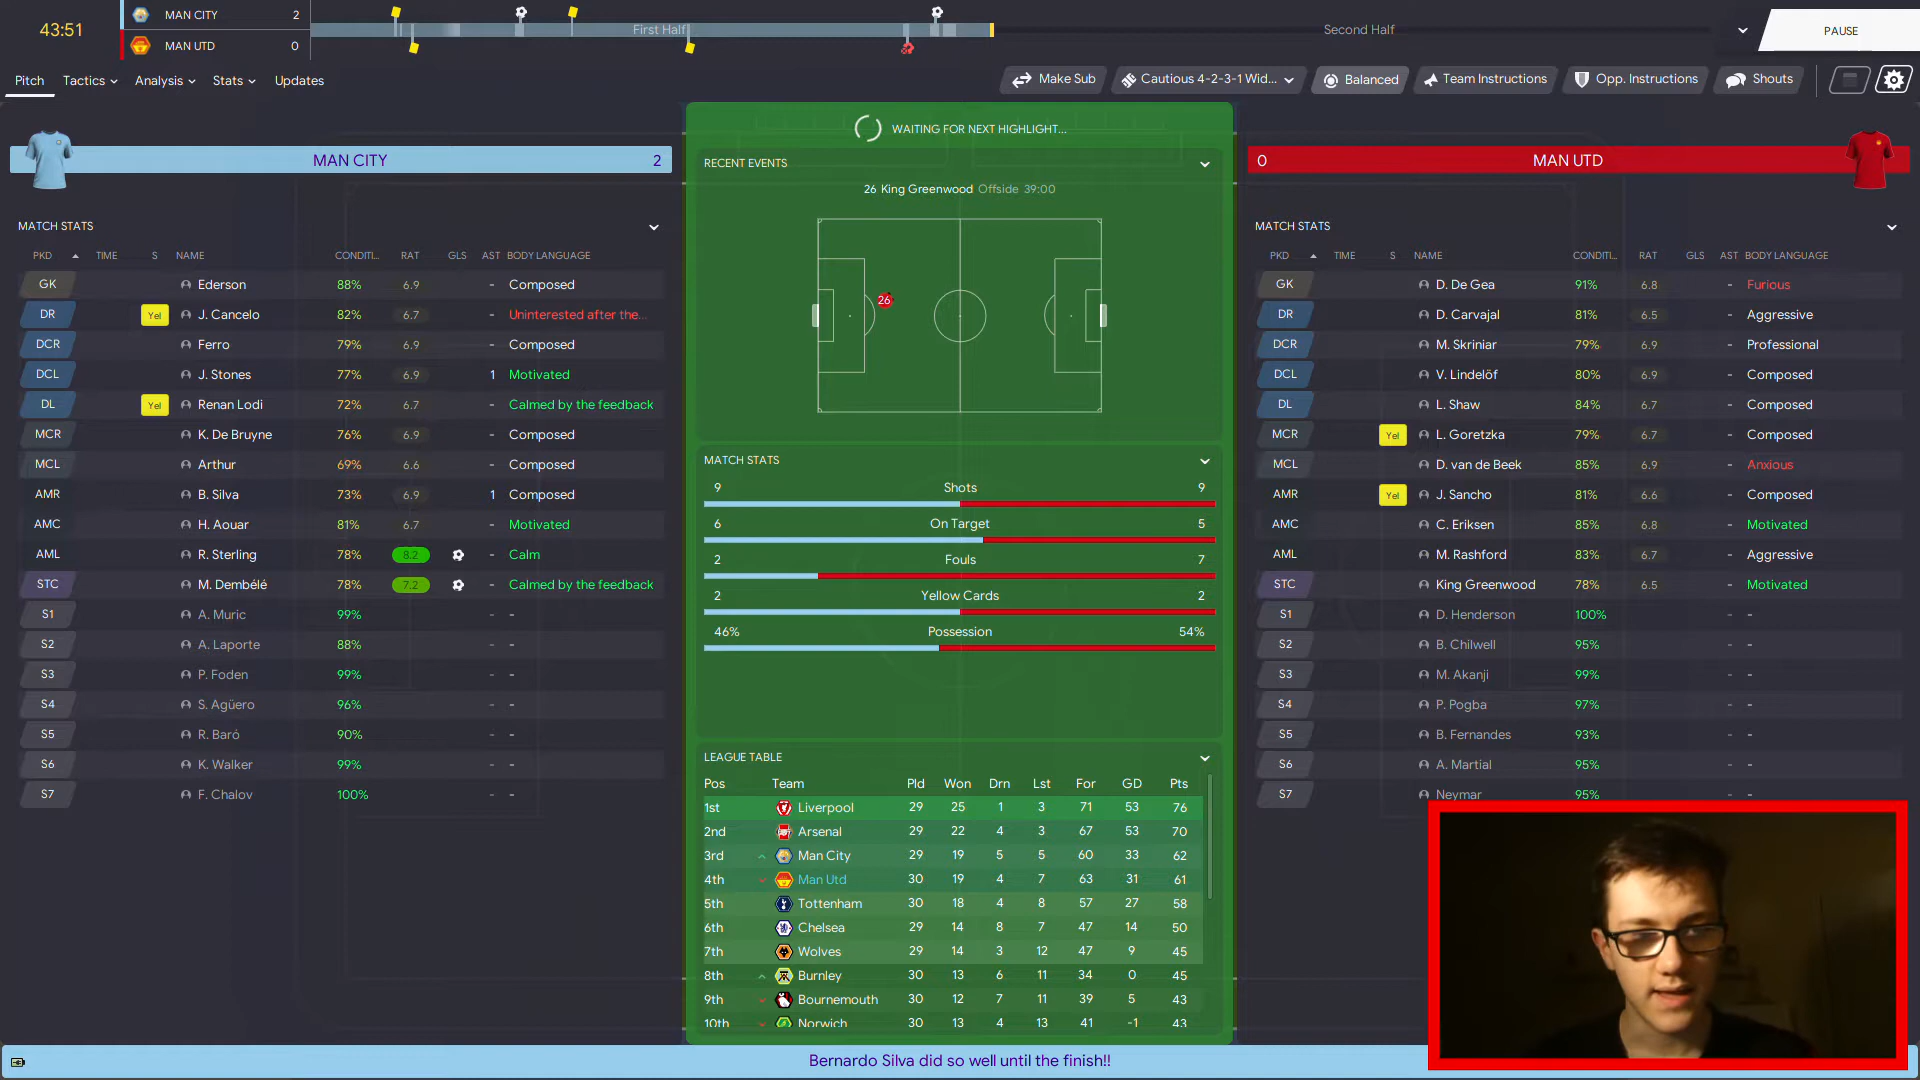 43:51
MAN CITY 2
MAN UTD 0
First Half
Second Half
PAUSE
Pitch Tactics Analysis Stats Updates
Make Sub Cautious 4-2-3-1 Wid... Balanced Team Instructions Opp. Instructions Shouts
MAN CITY 2
MATCH STATS
PKD TIME S NAME CONDITI... RAT GLS AST BODY LANGUAGE
GK Ederson 88% 6.9 - Composed
DR Yel J. Cancelo 82% 6.7 - Uninterested after the...
DCR Ferro 79% 6.9 - Composed
DCL J. Stones 77% 6.9 1 Motivated
DL Yel Renan Lodi 72% 6.7 - Calmed by the feedback
MCR K. De Bruyne 76% 6.9 - Composed
MCL Arthur 69% 6.6 - Composed
AMR B. Silva 73% 6.9 1 Composed
AMC H. Aouar 81% 6.7 - Motivated
AML R. Sterling 78% 8.2 - Calm
STC M. Dembélé 78% 7.2 - Calmed by the feedback
S1 A. Muric 99% - -
S2 A. Laporte 88% - -
S3 P. Foden 99% - -
S4 S. Agüero 96% - -
S5 R. Baró 90% - -
S6 K. Walker 99% - -
S7 F. Chalov 100% - -
WAITING FOR NEXT HIGHLIGHT...
RECENT EVENTS
26 King Greenwood Offside 39:00
26
MATCH STATS
9 Shots 9
6 On Target 5
2 Fouls 7
2 Yellow Cards 2
46% Possession 54%
LEAGUE TABLE
Pos Team Pld Won Drn Lst For GD Pts
1st Liverpool 29 25 1 3 71 53 76
2nd Arsenal 29 22 4 3 67 53 70
3rd Man City 29 19 5 5 60 33 62
4th Man Utd 30 19 4 7 63 31 61
5th Tottenham 30 18 4 8 57 27 58
6th Chelsea 29 14 8 7 47 14 50
7th Wolves 29 14 3 12 47 9 45
8th Burnley 30 13 6 11 34 0 45
9th Bournemouth 30 12 7 11 39 5 43
10th Norwich 30 13 4 13 41 -1 43
0 MAN UTD
MATCH STATS
PKD TIME S NAME CONDITI... RAT GLS AST BODY LANGUAGE
GK D. De Gea 91% 6.8 - Furious
DR D. Carvajal 81% 6.5 - Aggressive
DCR M. Skriniar 79% 6.9 - Professional
DCL V. Lindelöf 80% 6.9 - Composed
DL L. Shaw 84% 6.7 - Composed
MCR Yel L. Goretzka 79% 6.7 - Composed
MCL D. van de Beek 85% 6.9 - Anxious
AMR Yel J. Sancho 81% 6.6 - Composed
AMC C. Eriksen 85% 6.8 - Motivated
AML M. Rashford 83% 6.7 - Aggressive
STC King Greenwood 78% 6.5 - Motivated
S1 D. Henderson 100% - -
S2 B. Chilwell 95% - -
S3 M. Akanji 99% - -
S4 P. Pogba 97% - -
S5 B. Fernandes 93% - -
S6 A. Martial 95% - -
S7 Neymar 95% - -
Bernardo Silva did so well until the finish!!